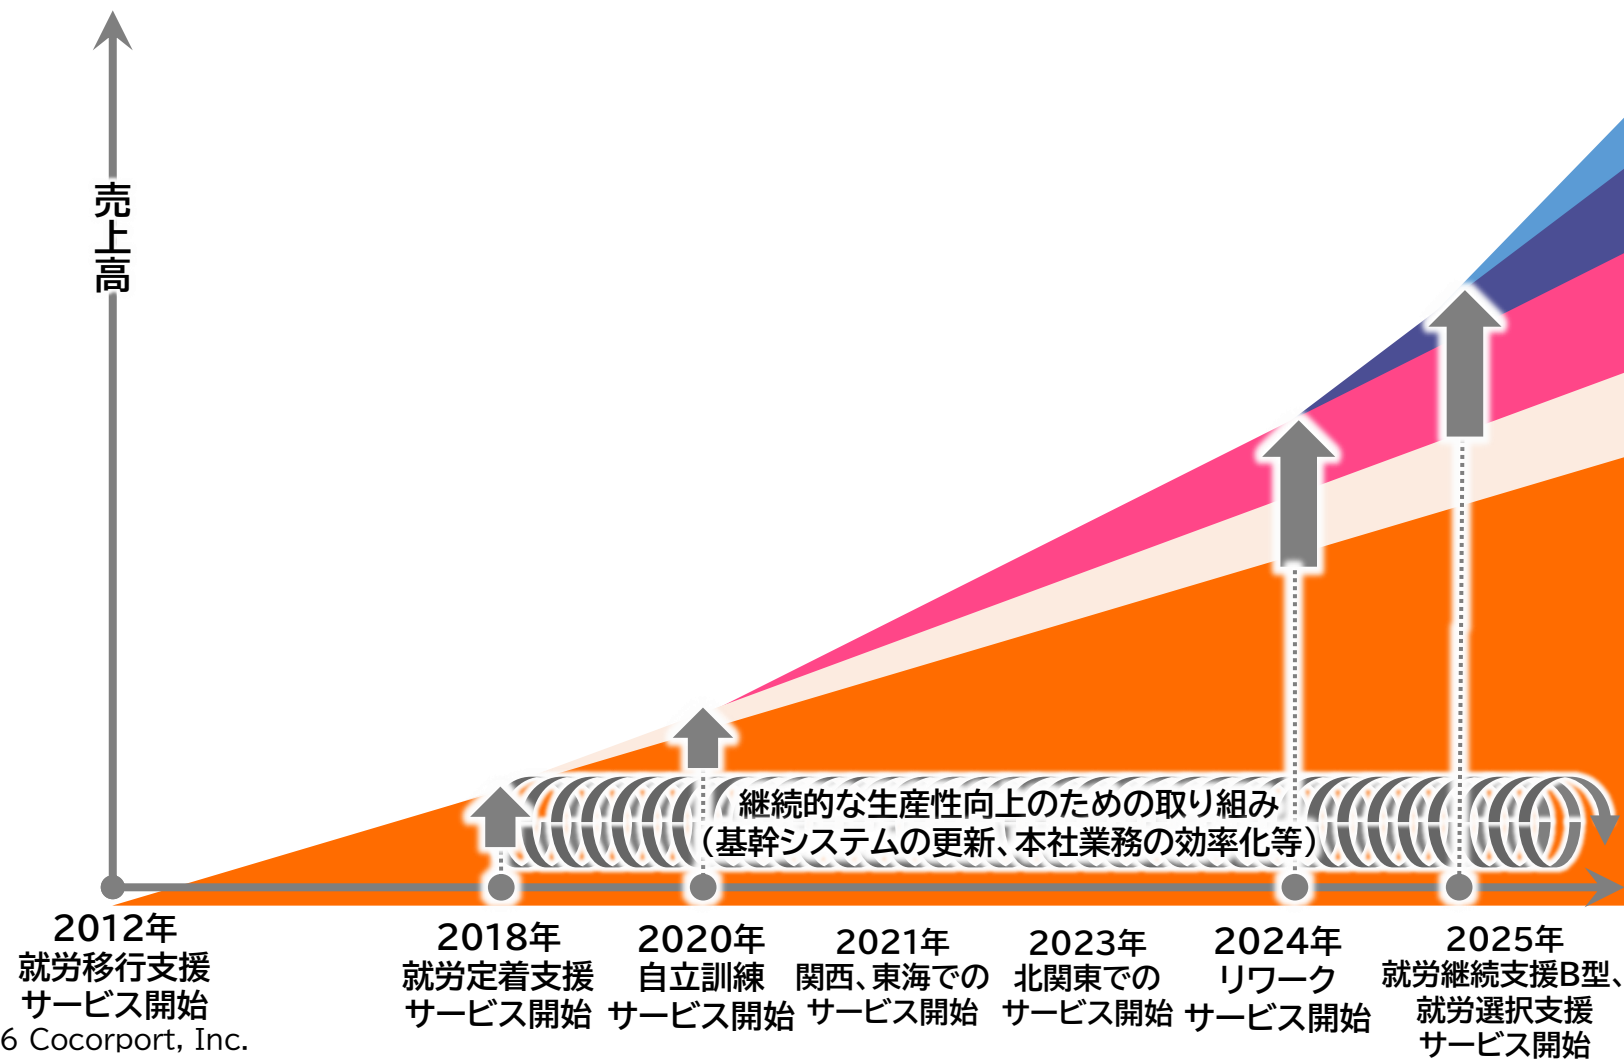 売上高
継続的な生産性向上のための取り組み
（基幹システムの更新、本社業務の効率化等）
2012年
就労移行支援
サービス開始
2018年
就労定着支援
サービス開始
2020年
自立訓練
サービス開始
2021年
関西、東海での
サービス開始
2023年
北関東での
サービス開始
2024年
リワーク
サービス開始
2025年
就労継続支援B型、
就労選択支援
サービス開始
6 Cocorport, Inc.